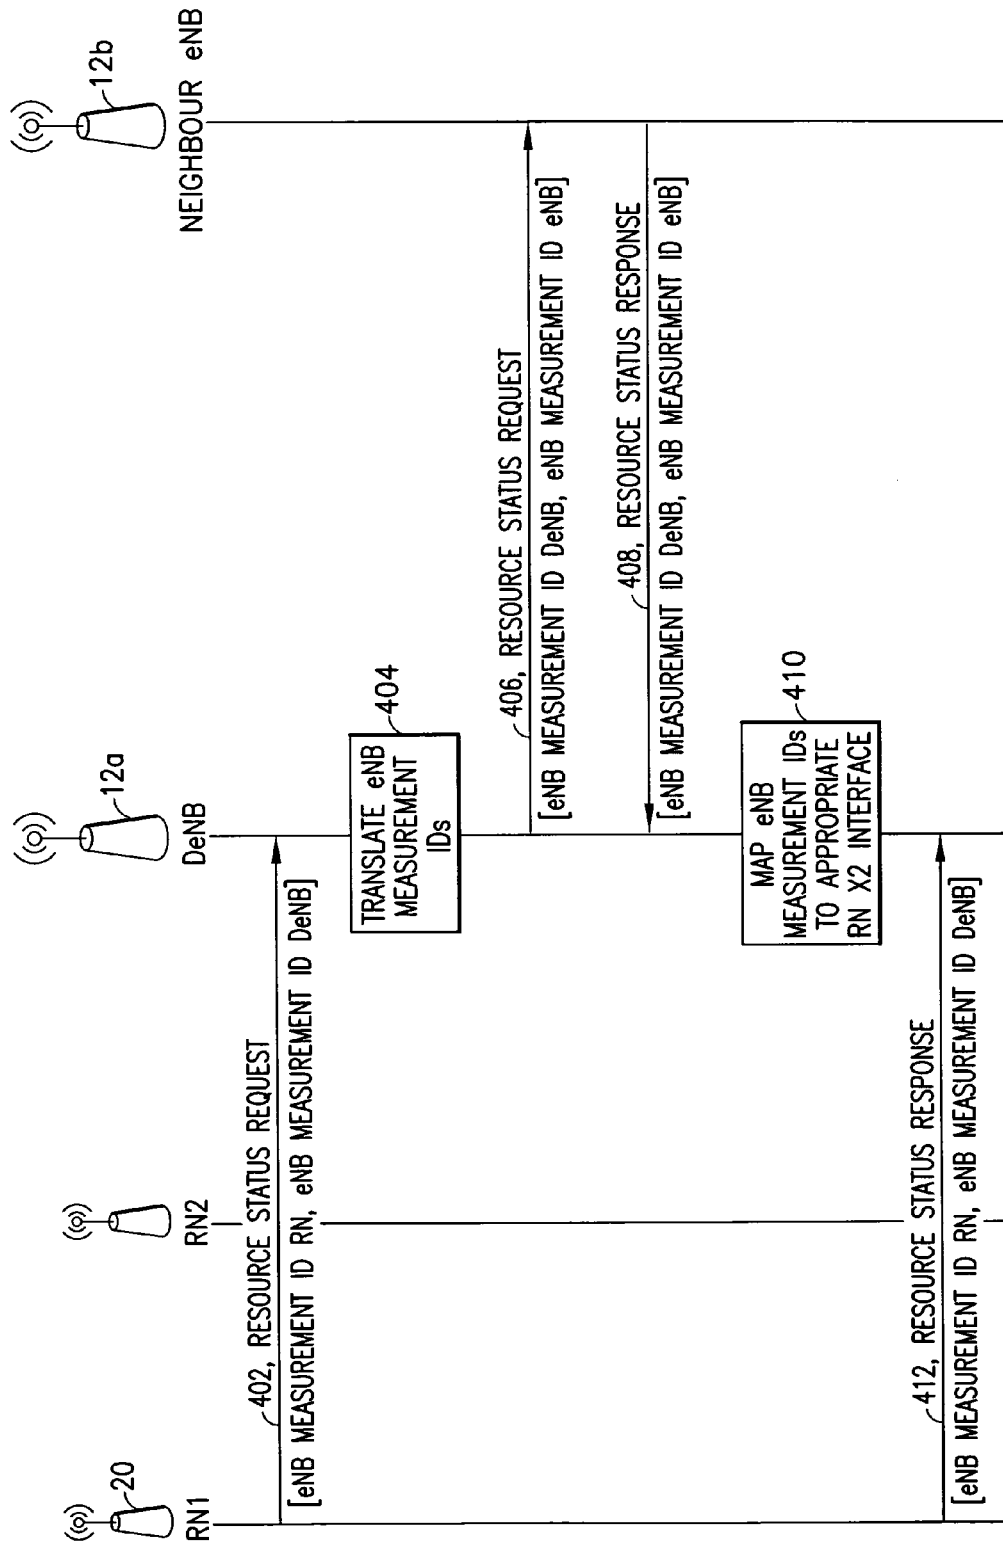 20
RN1
RN2
12a
DeNB
12b
NEIGHBOUR eNB
402, RESOURCE STATUS REQUEST
[eNB MEASUREMENT ID RN, eNB MEASUREMENT ID DeNB]
404
TRANSLATE eNB
MEASUREMENT
IDs
406, RESOURCE STATUS REQUEST
[eNB MEASUREMENT ID DeNB, eNB MEASUREMENT ID eNB]
408, RESOURCE STATUS RESPONSE
[eNB MEASUREMENT ID DeNB, eNB MEASUREMENT ID eNB]
410
MAP eNB
MEASUREMENT IDs
TO APPROPRIATE
RN X2 INTERFACE
412, RESOURCE STATUS RESPONSE
[eNB MEASUREMENT ID RN, eNB MEASUREMENT ID DeNB]